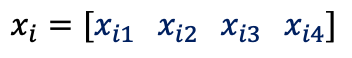 xᵢ = [xᵢ₁ xᵢ₂ xᵢ₃ xᵢ₄]